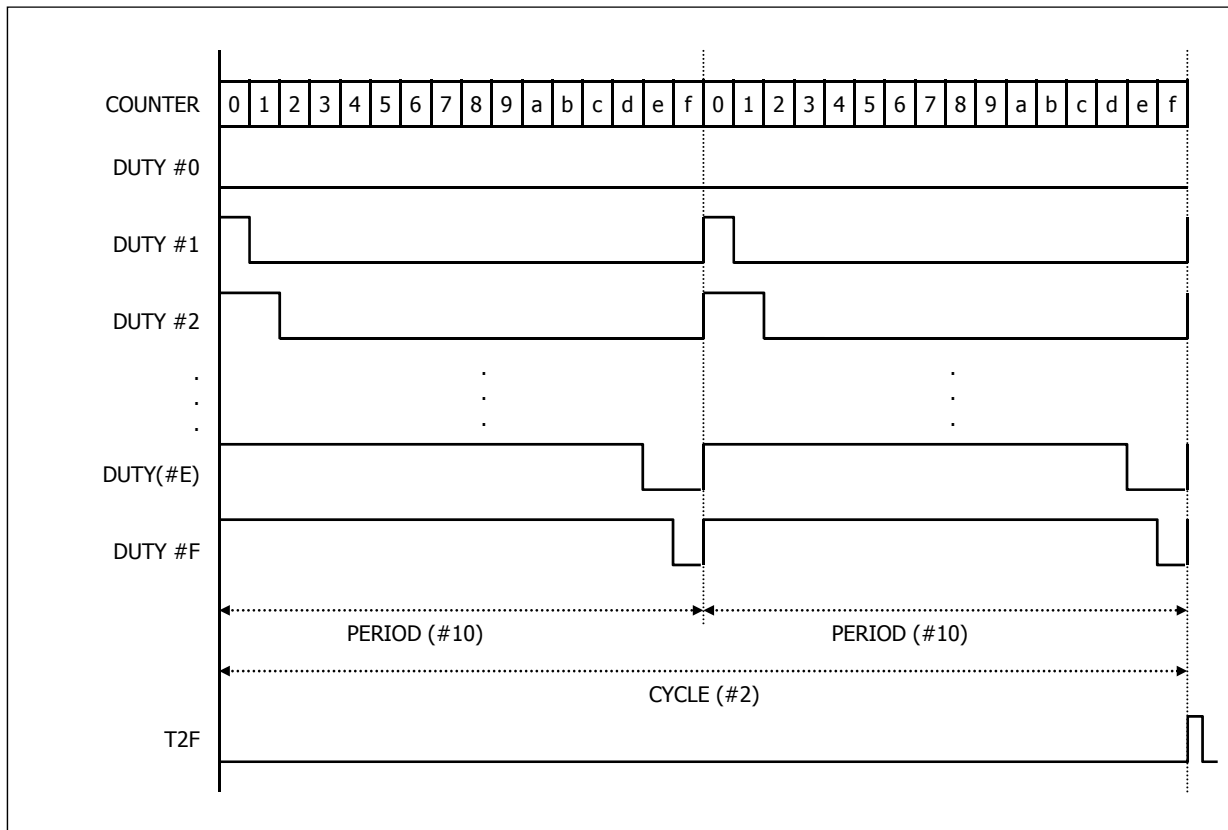 COUNTER 0 1 2 3 4 5 6 7 8 9 a b c d e f 0 1 2 3 4 5 6 7 8 9 a b c d e f
DUTY #0
DUTY #1
DUTY #2
. . .
. . .
. . .
DUTY(#E)
DUTY #F
PERIOD (#10) PERIOD (#10)
CYCLE (#2)
T2F